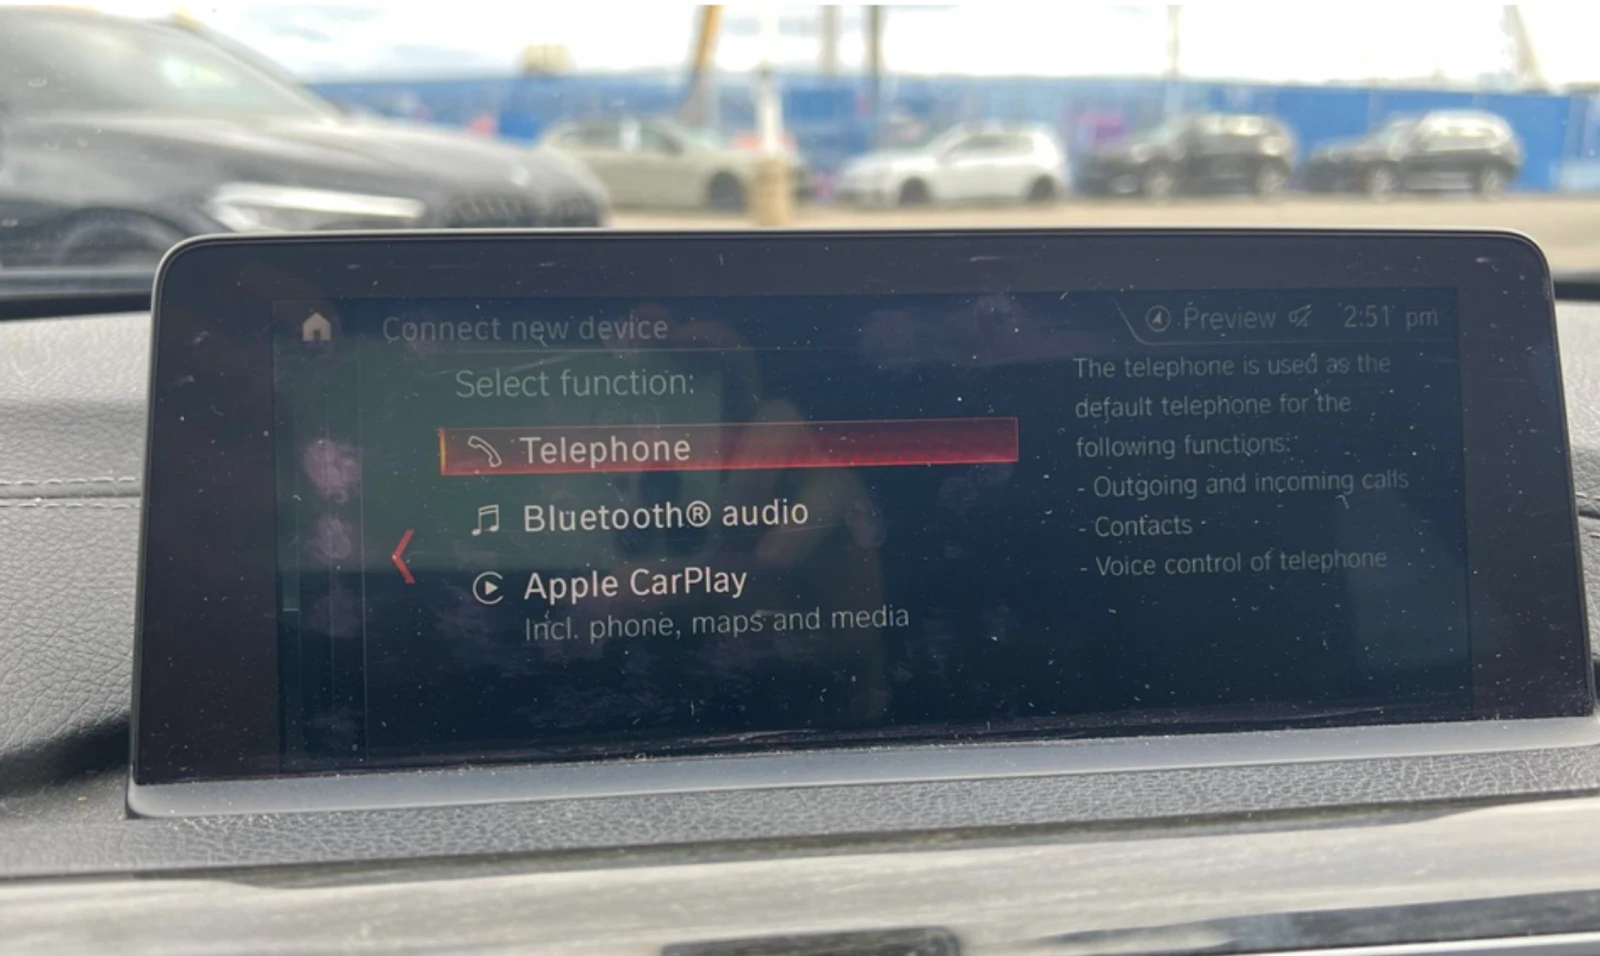 Connect new device
Preview 2:51 pm
Select function:
Telephone
Bluetooth® audio
Apple CarPlay
Incl. phone, maps and media
The telephone is used as the
default telephone for the
following functions:
- Outgoing and incoming calls
- Contacts
- Voice control of telephone